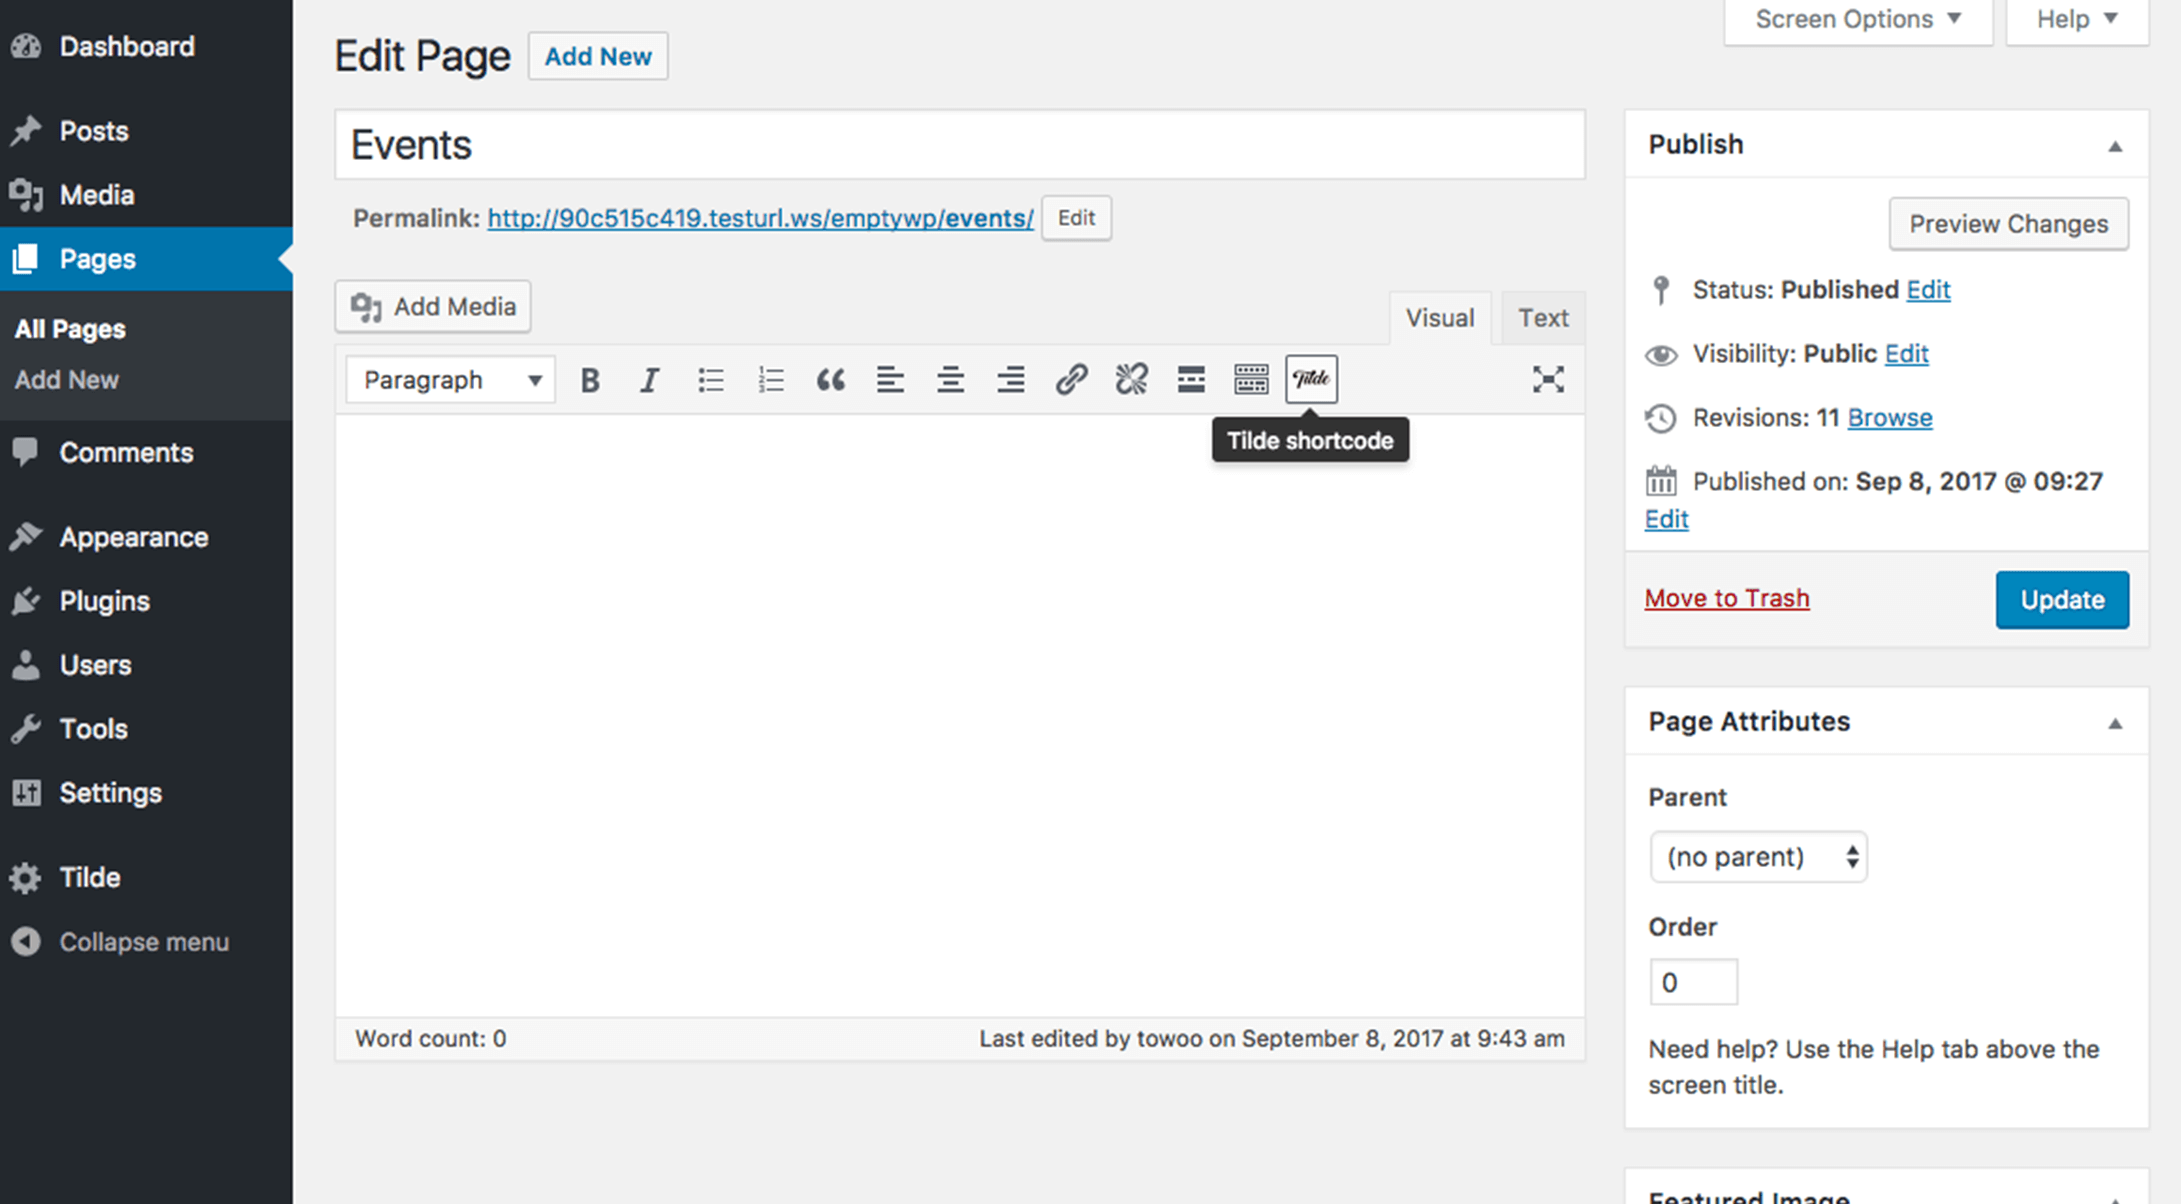 Dashboard
Posts
Media
Pages
All Pages
Add New
Comments
Appearance
Plugins
Users
Tools
Settings
Tilde
Collapse menu
Screen Options
Help
Edit Page
Add New
Events
Permalink: http://90c515c419.testurl.ws/emptywp/events/ Edit
Add Media
Visual
Text
Paragraph
B I
Tilde
Tilde shortcode
Word count: 0
Last edited by towoo on September 8, 2017 at 9:43 am
Publish
Preview Changes
Status: Published Edit
Visibility: Public Edit
Revisions: 11 Browse
Published on: Sep 8, 2017 @ 09:27
Edit
Move to Trash
Update
Page Attributes
Parent
(no parent)
Order
0
Need help? Use the Help tab above the
screen title.
Featured Image